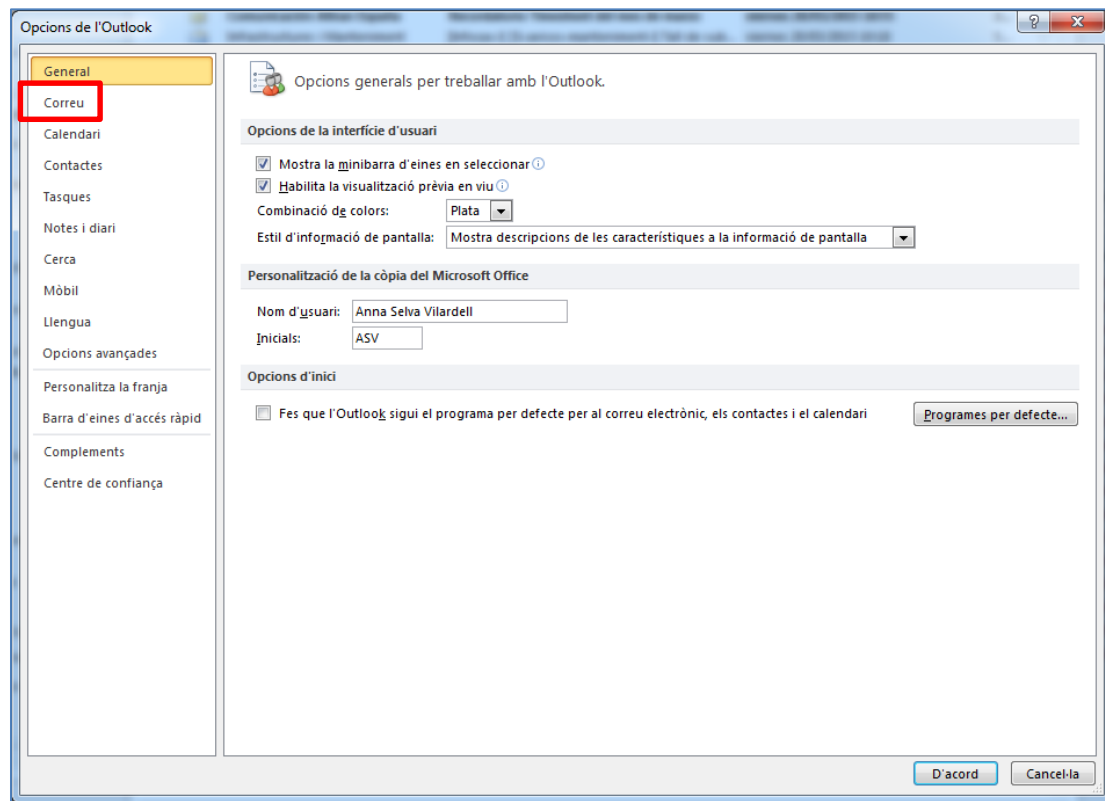 Opcions de l'Outlook
General
Correu
Calendari
Contactes
Tasques
Notes i diari
Cerca
Mòbil
Llengua
Opcions avançades
Personalitza la franja
Barra d'eines d'accés ràpid
Complements
Centre de confiança
Opcions generals per treballar amb l'Outlook.
Opcions de la interfície d'usuari
Mostra la minibarra d'eines en seleccionar
Habilita la visualització prèvia en viu
Combinació de colors: Plata
Estil d'informació de pantalla: Mostra descripcions de les característiques a la informació de pantalla
Personalització de la còpia del Microsoft Office
Nom d'usuari: Anna Selva Vilardell
Inicials: ASV
Opcions d'inici
Fes que l'Outlook sigui el programa per defecte per al correu electrònic, els contactes i el calendari Programes per defecte...
D'acord Cancel·la